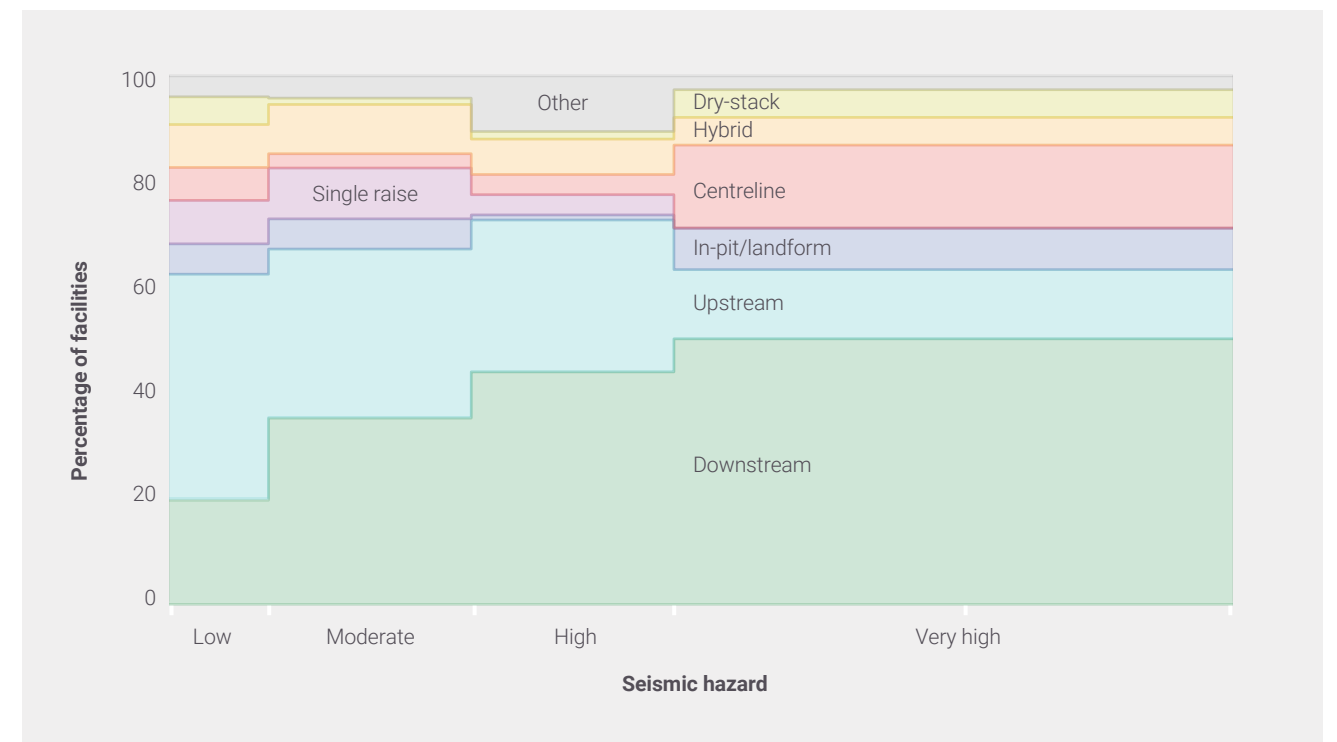 100
80
60
40
20
0
Percentage of facilities
Other
Single raise
Dry-stack
Hybrid
Centreline
In-pit/landform
Upstream
Downstream
Low
Moderate
High
Very high
Seismic hazard